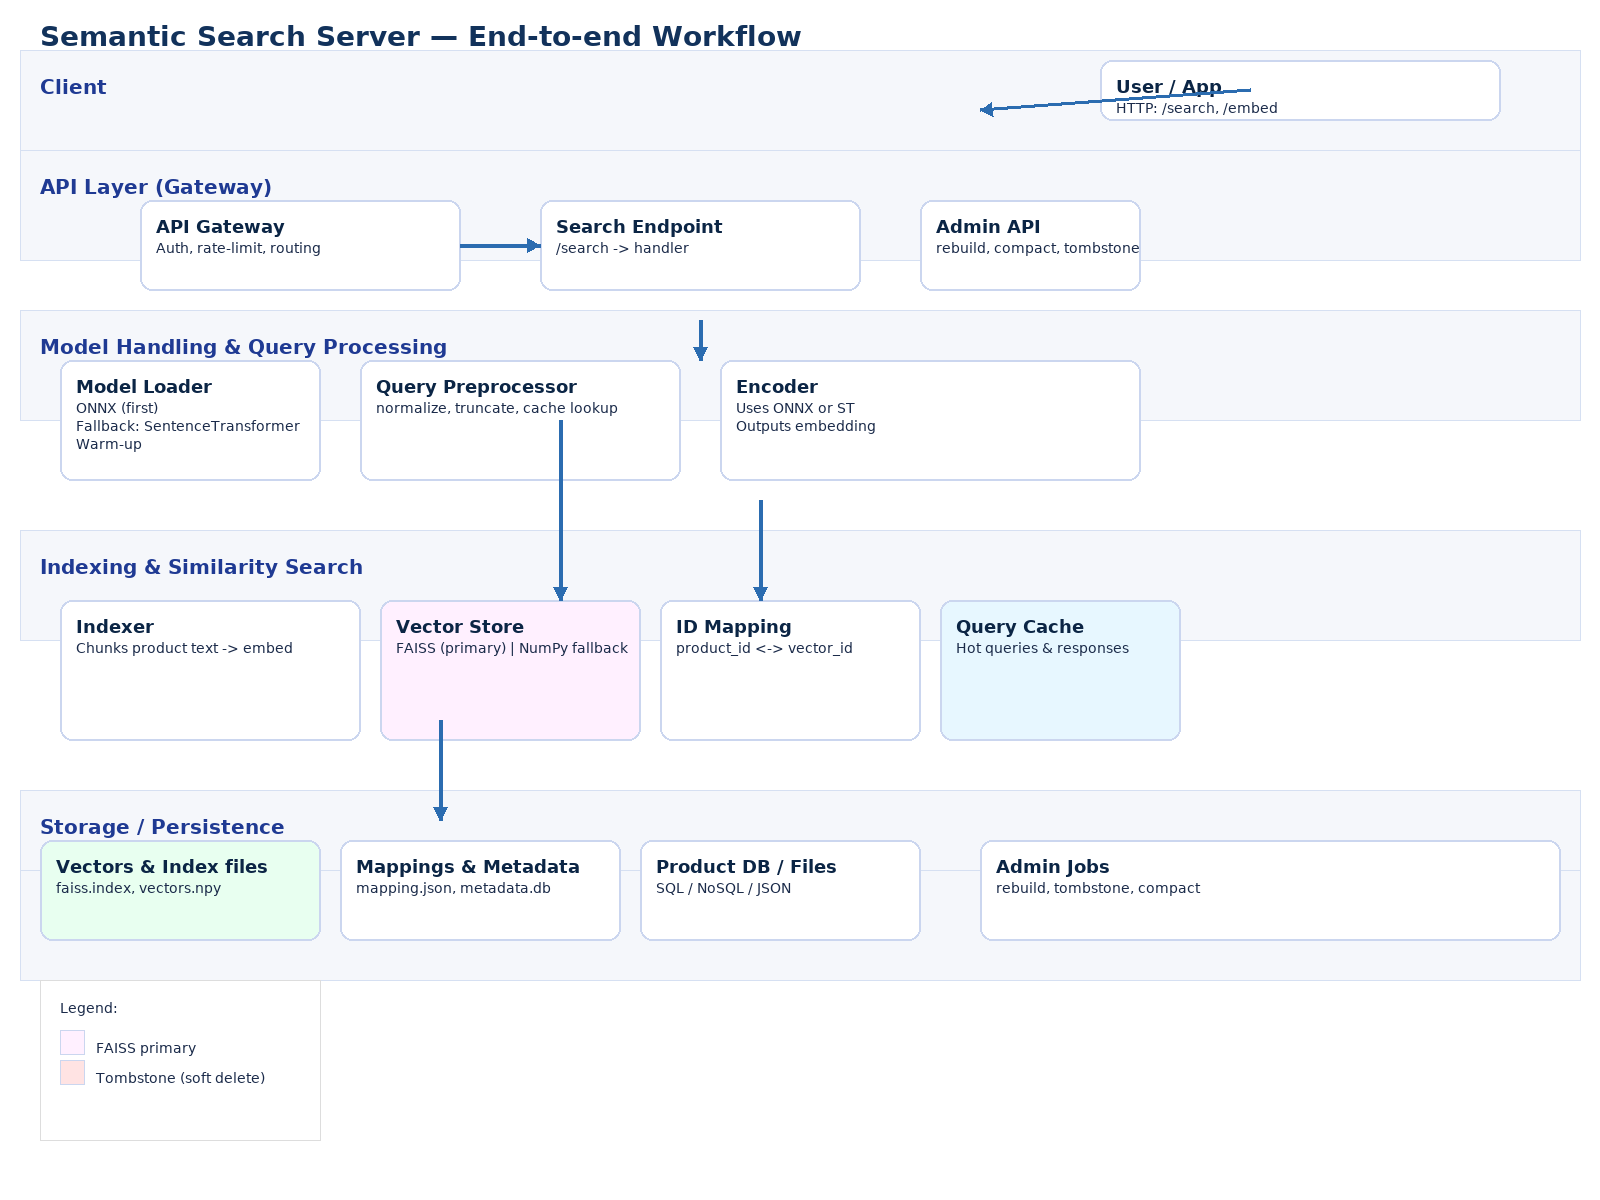 Semantic Search Server — End-to-end Workflow
Client
User / App
HTTP: /search, /embed
API Layer (Gateway)
API Gateway
Auth, rate-limit, routing
Search Endpoint
/search -> handler
Admin API
rebuild, compact, tombstone
Model Handling & Query Processing
Model Loader
ONNX (first)
Fallback: SentenceTransformer
Warm-up
Query Preprocessor
normalize, truncate, cache lookup
Encoder
Uses ONNX or ST
Outputs embedding
Indexing & Similarity Search
Indexer
Chunks product text -> embed
Vector Store
FAISS (primary) | NumPy fallback
ID Mapping
product_id <-> vector_id
Query Cache
Hot queries & responses
Storage / Persistence
Vectors & Index files
faiss.index, vectors.npy
Mappings & Metadata
mapping.json, metadata.db
Product DB / Files
SQL / NoSQL / JSON
Admin Jobs
rebuild, tombstone, compact
Legend:
FAISS primary
Tombstone (soft delete)